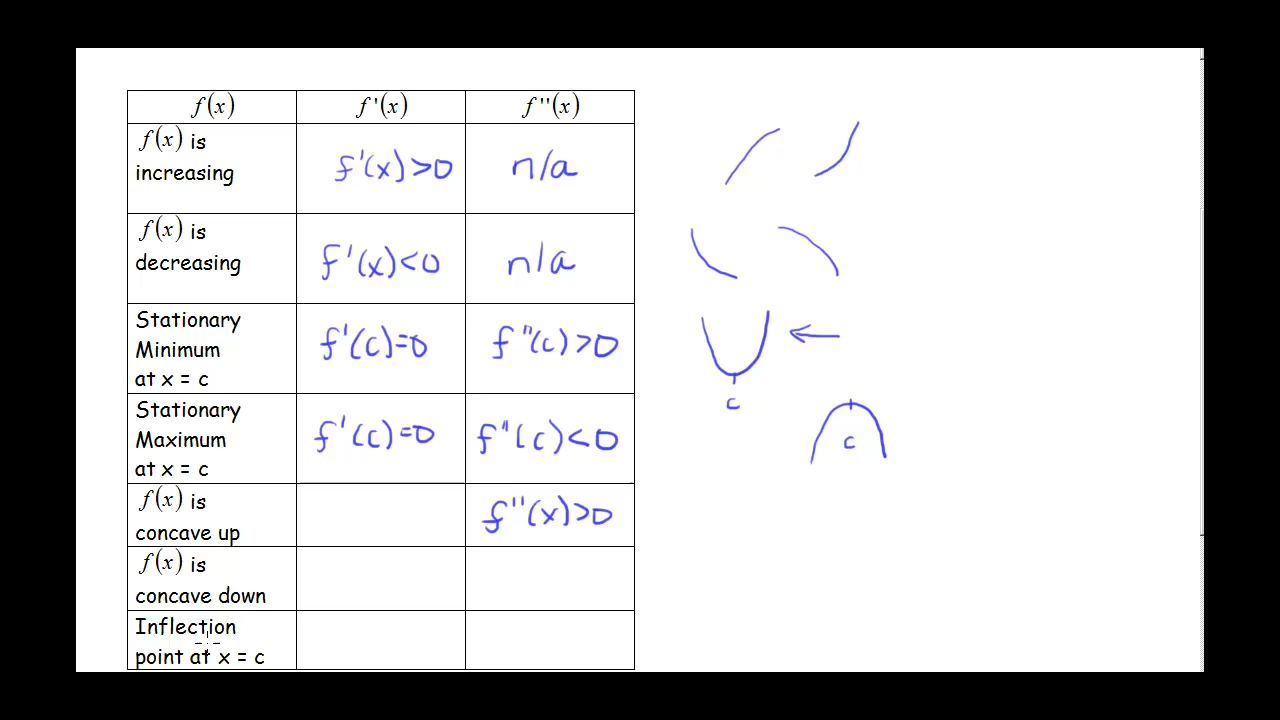 f(x) f'(x) f''(x)
f(x) is
increasing
f'(x)>0 n/a
f(x) is
decreasing
f'(x)<0 n/a
Stationary
Minimum
at x = c
f'(c)=0 f''(c)>0
c
Stationary
Maximum
at x = c
f'(c)=0 f''(c)<0
c
f(x) is
concave up
f''(x)>0
f(x) is
concave down
Inflection
point at x = c